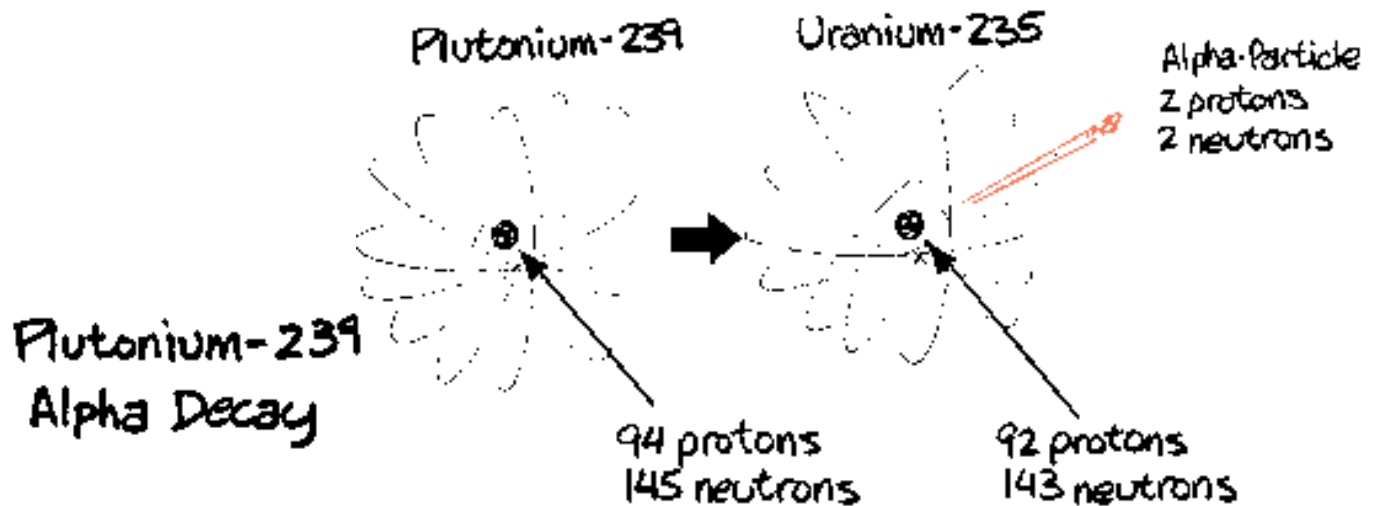 Plutonium-239
Uranium-235
Alpha-Particle
2 protons
2 neutrons
Plutonium-239
Alpha Decay
94 protons
145 neutrons
92 protons
143 neutrons